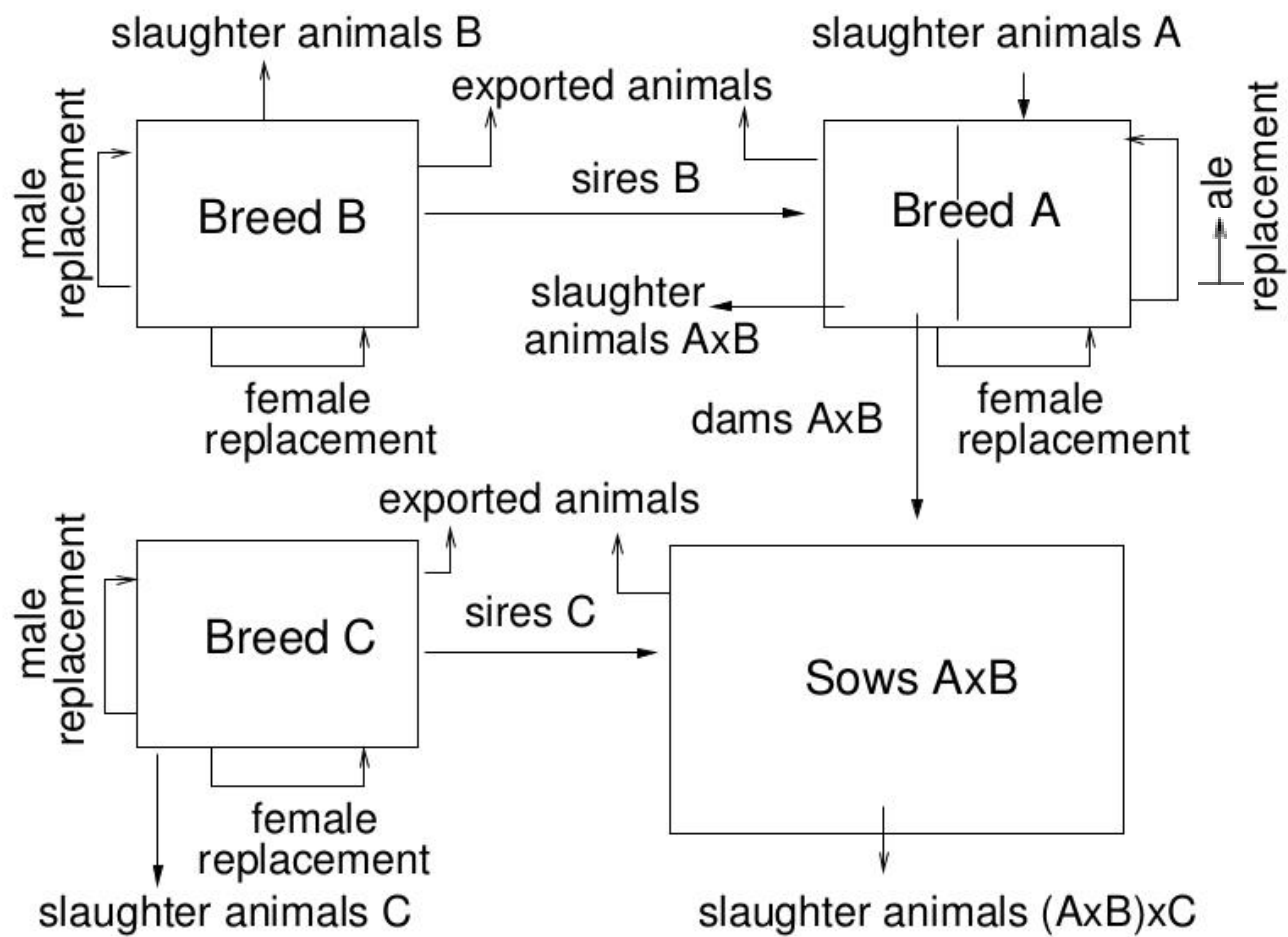 slaughter animals B
slaughter animals A
exported animals
male
replacement
Breed B
sires B
Breed A
ale
replacement
slaughter
animals AxB
female
replacement
dams AxB
female
replacement
exported animals
male
replacement
Breed C
sires C
Sows AxB
female
replacement
slaughter animals C
slaughter animals (AxB)xC